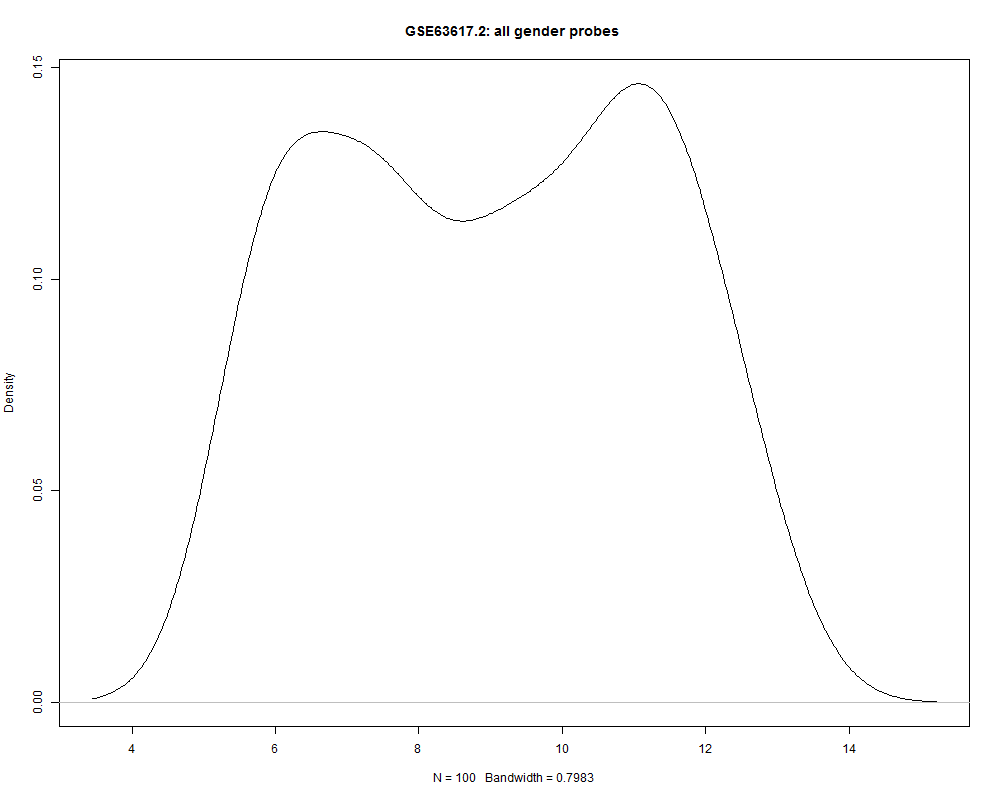 GSE63617.2: all gender probes
Density
0.15
0.10
0.05
0.00
4 6 8 10 12 14
N = 100 Bandwidth = 0.7983